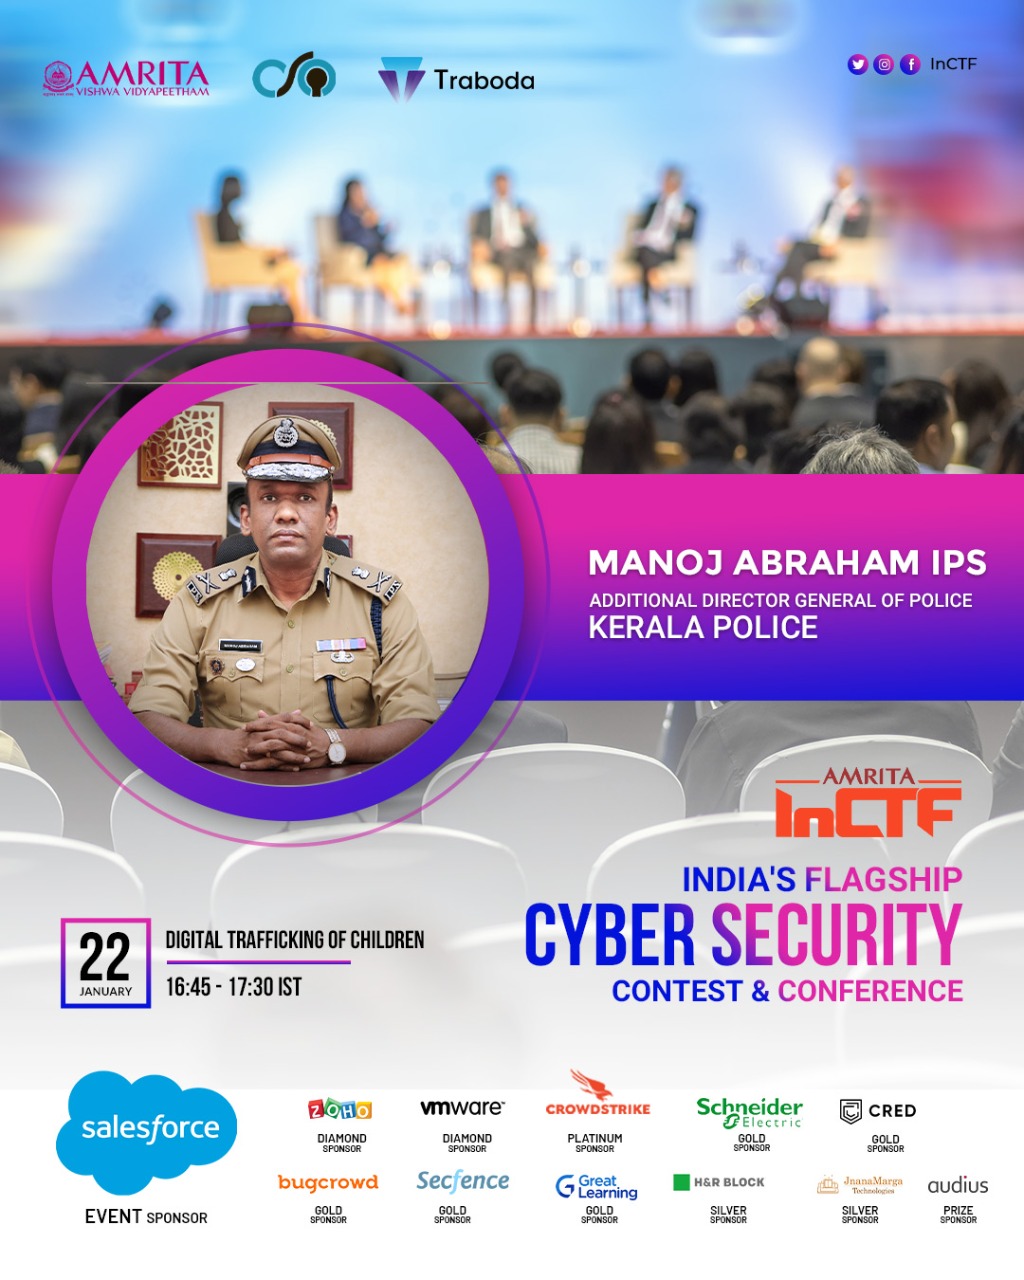 AMRITA
VISHWA VIDYAPEETHAM
Traboda
InCTF
MANOJ ABRAHAM
MANOJ ABRAHAM IPS
ADDITIONAL DIRECTOR GENERAL OF POLICE
KERALA POLICE
AMRITA
InCTF
INDIA'S FLAGSHIP
CYBER SECURITY
CONTEST & CONFERENCE
22
JANUARY
DIGITAL TRAFFICKING OF CHILDREN
16:45 - 17:30 IST
salesforce
EVENT SPONSOR
ZOHO
DIAMOND
SPONSOR
vmware
DIAMOND
SPONSOR
CROWDSTRIKE
PLATINUM
SPONSOR
Schneider
Electric
GOLD
SPONSOR
CRED
GOLD
SPONSOR
bugcrowd
GOLD
SPONSOR
Secfence
GOLD
SPONSOR
Great
Learning
GOLD
SPONSOR
H&R BLOCK
SILVER
SPONSOR
JnanaMarga
Technologies
SILVER
SPONSOR
audius
PRIZE
SPONSOR